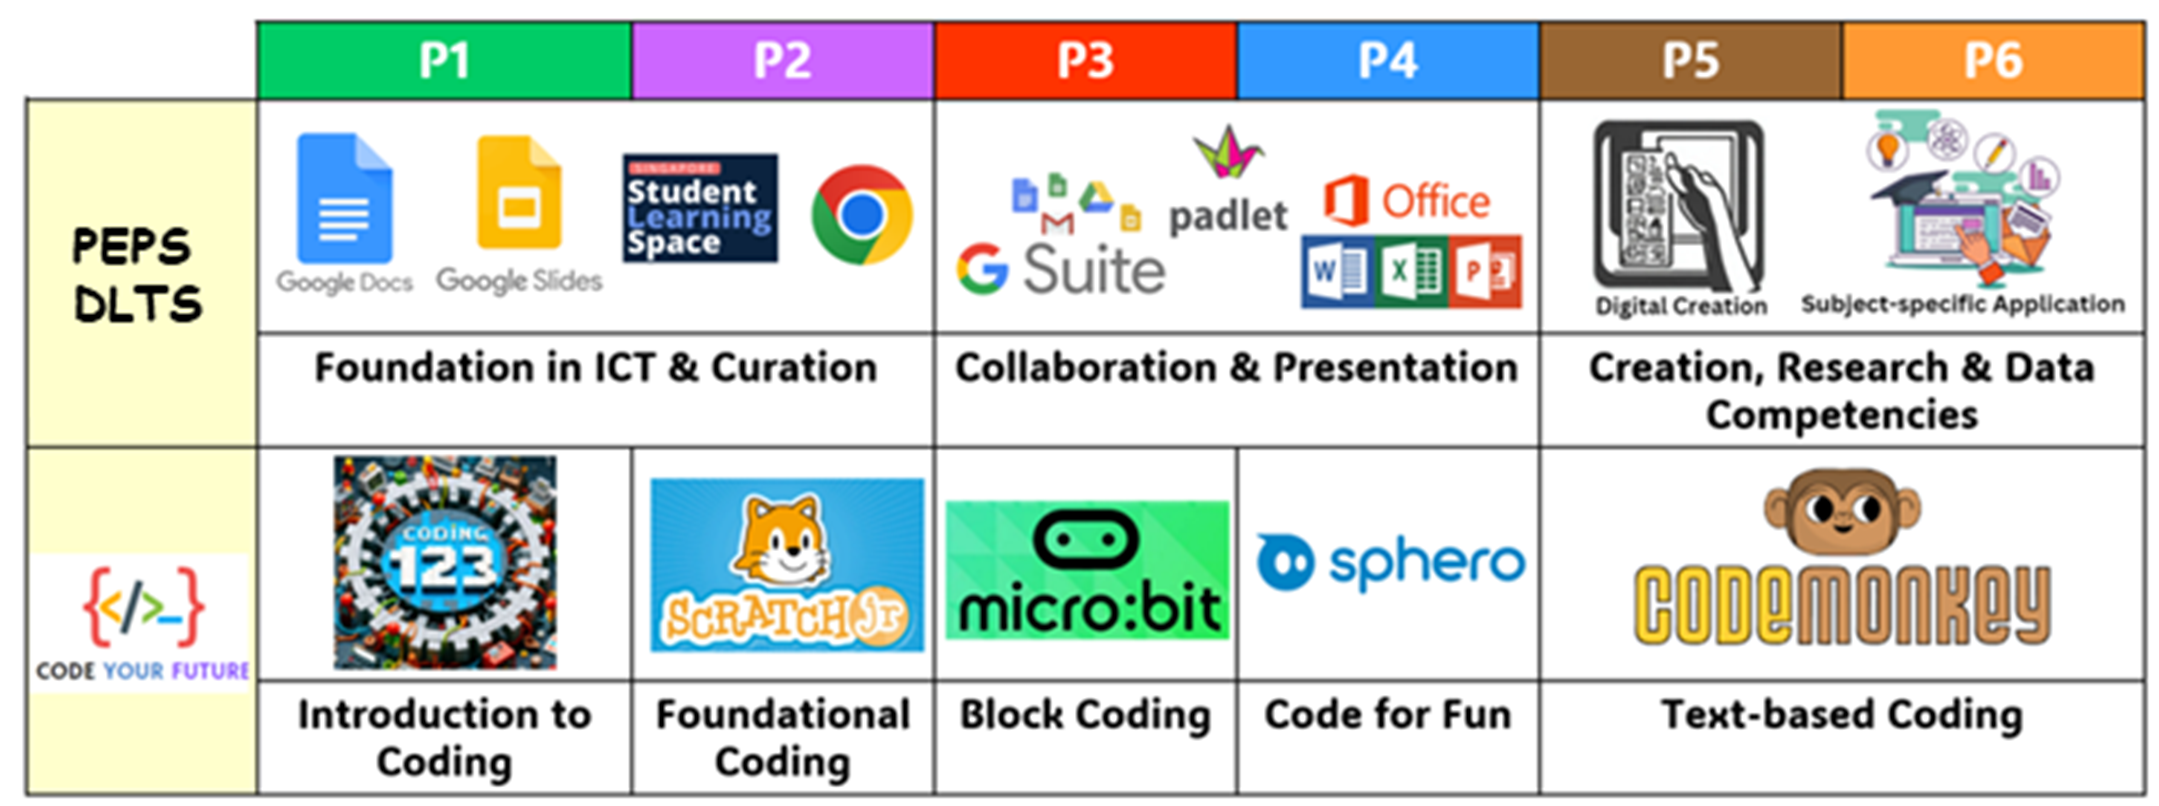 P1
P2
P3
P4
P5
P6
PEPS
DLTS
Google Docs
Google Slides
SINGAPORE
Student
Learning
Space
G Suite
padlet
Office
W
X
P
Digital Creation
Subject-specific Application
Foundation in ICT & Curation
Collaboration & Presentation
Creation, Research & Data
Competencies
{</>_}
CODE YOUR FUTURE
CODING
123
SCRATCH jr
micro:bit
sphero
CODEMONKEY
Introduction to
Coding
Foundational
Coding
Block Coding
Code for Fun
Text-based Coding